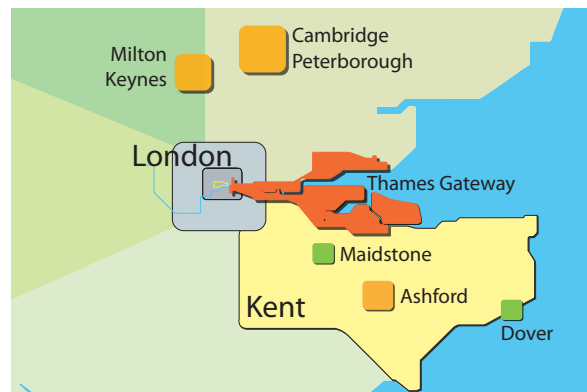 Cambridge
Peterborough
Milton
Keynes
London
Thames Gateway
Maidstone
Ashford
Kent
Dover